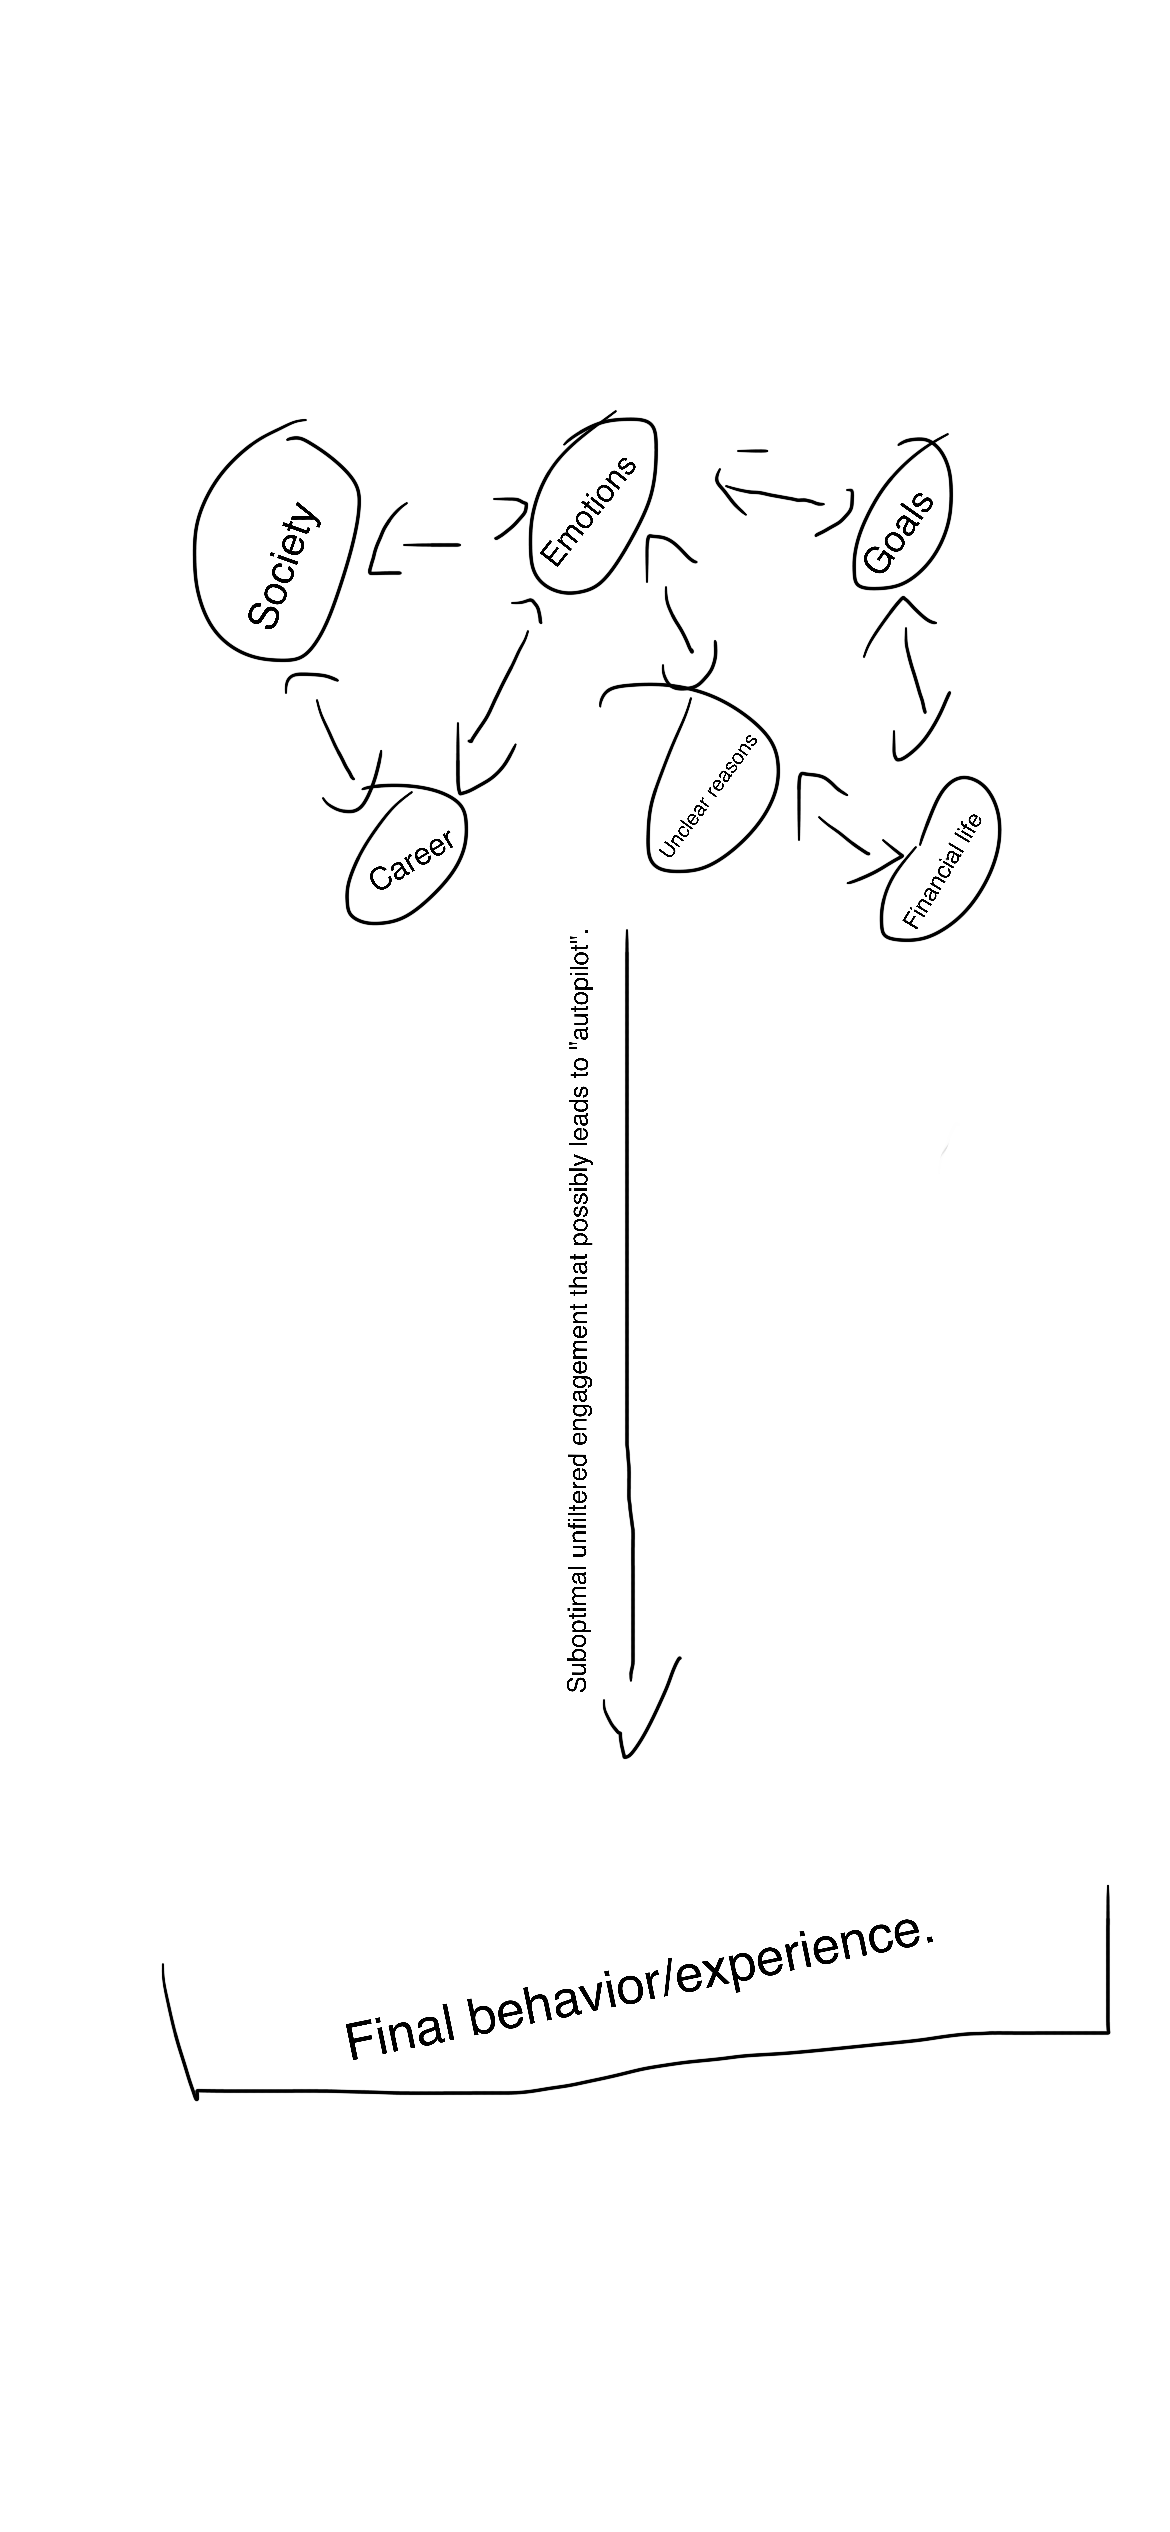 Society
Emotions
Goals
Career
Unclear reasons
Financial life
Suboptimal unfiltered engagement that possibly leads to "autopilot".
Final behavior/experience.